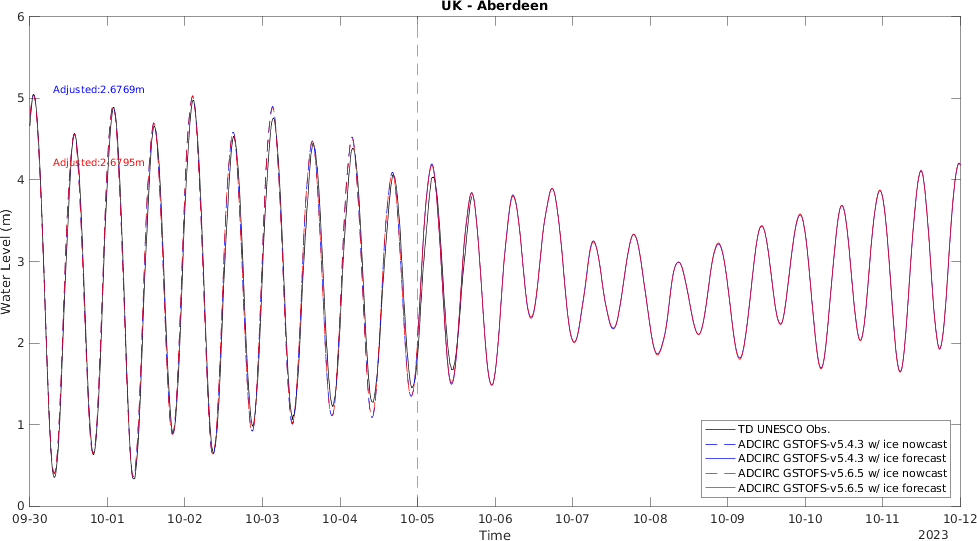 UK - Aberdeen
6
5
4
3
2
1
0
Water Level (m)
Adjusted:2.6769m
Adjusted:2.6795m
TD UNESCO Obs.
ADCIRC GSTOFS-v5.4.3 w/ ice nowcast
ADCIRC GSTOFS-v5.4.3 w/ ice forecast
ADCIRC GSTOFS-v5.6.5 w/ ice nowcast
ADCIRC GSTOFS-v5.6.5 w/ ice forecast
09-30 10-01 10-02 10-03 10-04 10-05 10-06 10-07 10-08 10-09 10-10 10-11 10-12
Time
2023